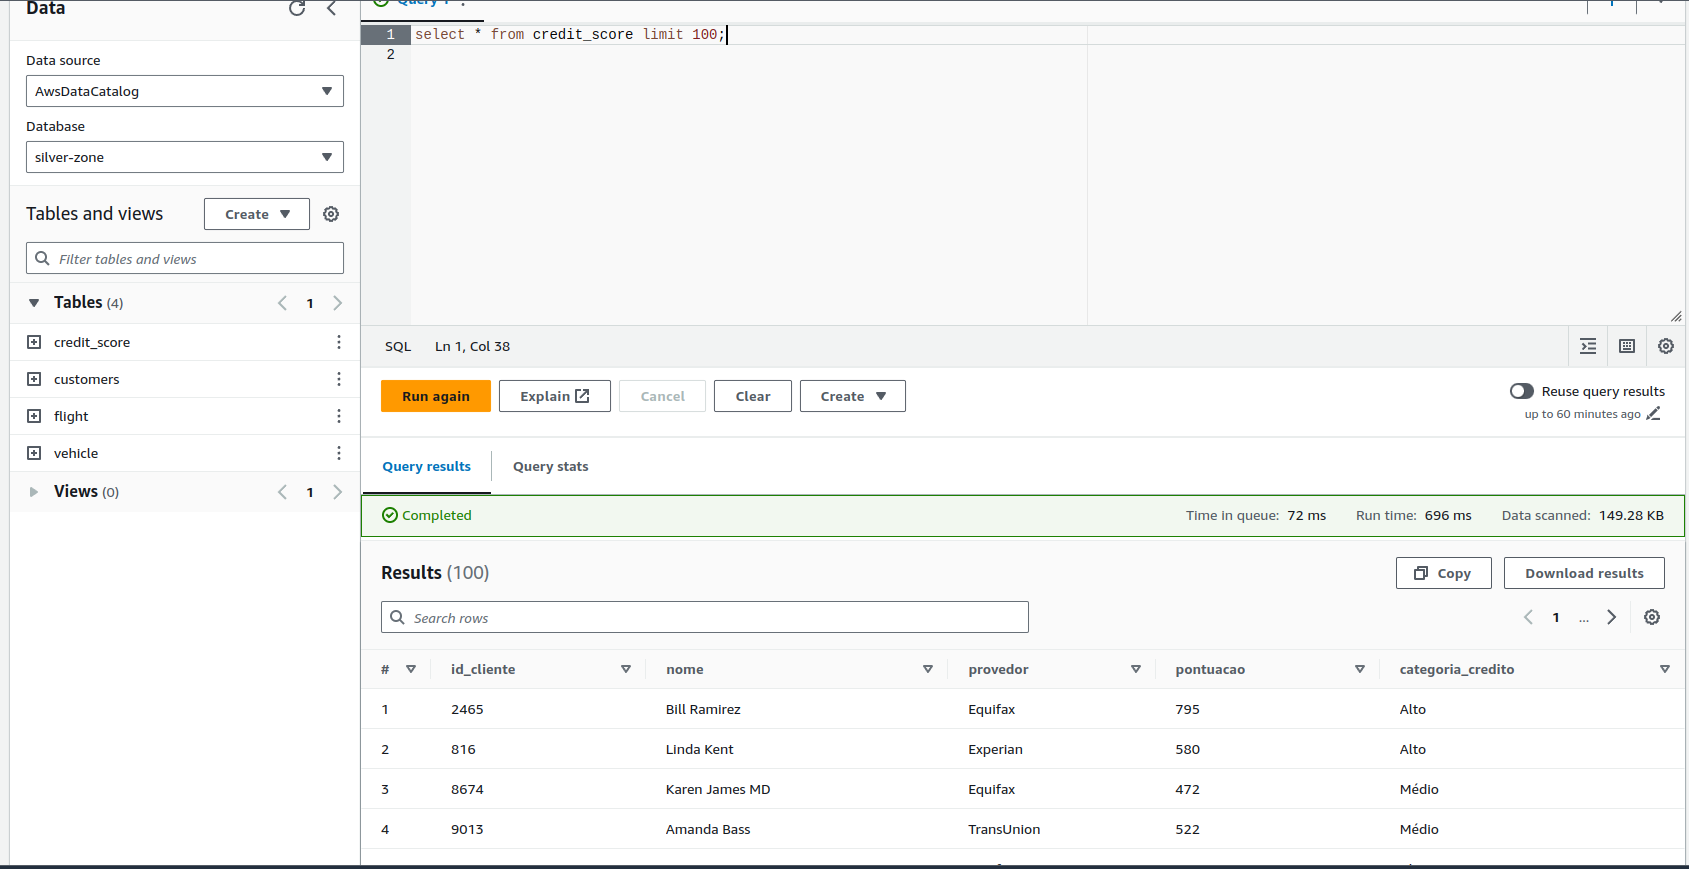 Data
Query 1
1 select * from credit_score limit 100;
2
Data source
AwsDataCatalog
Database
silver-zone
Tables and views
Create
Filter tables and views
Tables (4)
1
credit_score
customers
flight
vehicle
Views (0)
1
SQL Ln 1, Col 38
Run again Explain Cancel Clear Create
Reuse query results
up to 60 minutes ago
Query results Query stats
Completed Time in queue: 72 ms Run time: 696 ms Data scanned: 149.28 KB
Results (100) Copy Download results
Search rows 1 ...
# id_cliente nome provedor pontuacao categoria_credito
1 2465 Bill Ramirez Equifax 795 Alto
2 816 Linda Kent Experian 580 Alto
3 8674 Karen James MD Equifax 472 Médio
4 9013 Amanda Bass TransUnion 522 Médio